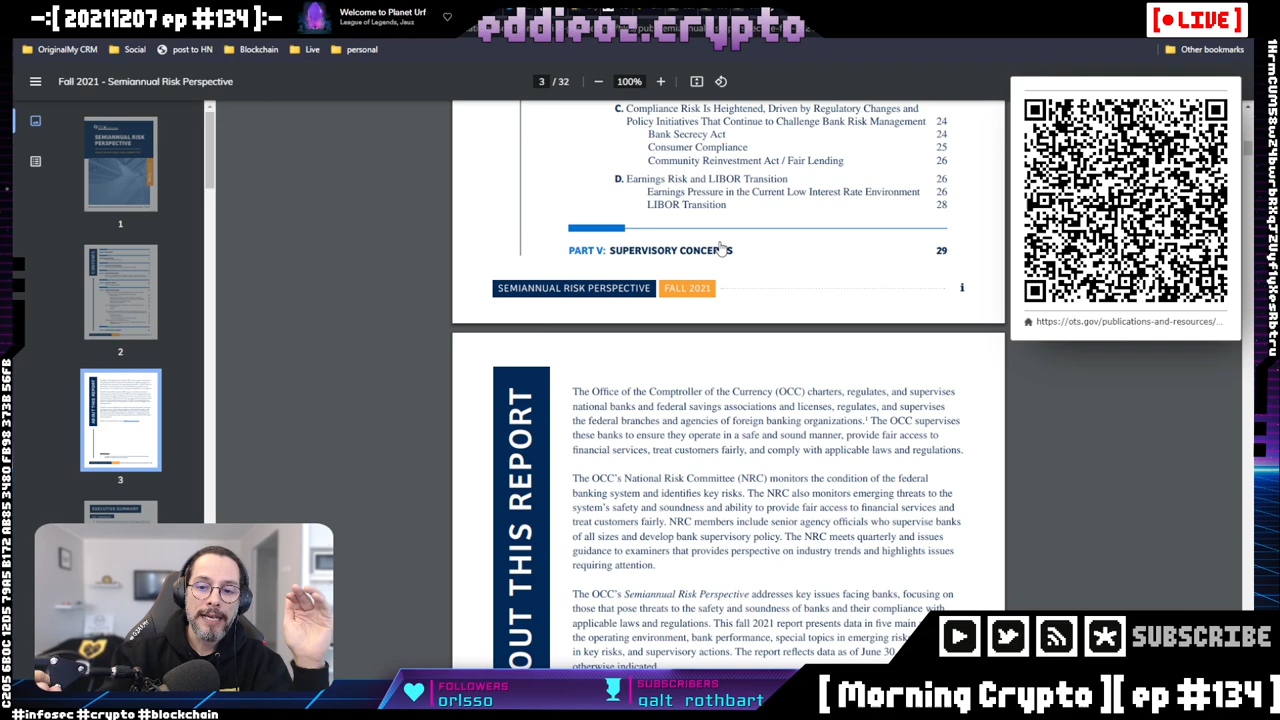 -:[ 20211207 ep #134 ]:-
Welcome to Planet Urf
League of Legends, Jauz
eddieoz.crypto
[ LIVE ]
OriginalMy CRM
Social
post to HN
Blockchain
Live
personal
Other bookmarks
Fall 2021 - Semiannual Risk Perspective
3 / 32
100%
1
2
3
C. Compliance Risk Is Heightened, Driven by Regulatory Changes and
Policy Initiatives That Continue to Challenge Bank Risk Management 24
Bank Secrecy Act 24
Consumer Compliance 25
Community Reinvestment Act / Fair Lending 26
D. Earnings Risk and LIBOR Transition 26
Earnings Pressure in the Current Low Interest Rate Environment 26
LIBOR Transition 28
PART V: SUPERVISORY CONCERNS 29
SEMIANNUAL RISK PERSPECTIVE FALL 2021 i
https://ots.gov/publications-and-resources/...
OUT THIS REPORT
The Office of the Comptroller of the Currency (OCC) charters, regulates, and supervises
national banks and federal savings associations and licenses, regulates, and supervises
the federal branches and agencies of foreign banking organizations.¹ The OCC supervises
these banks to ensure they operate in a safe and sound manner, provide fair access to
financial services, treat customers fairly, and comply with applicable laws and regulations.
The OCC's National Risk Committee (NRC) monitors the condition of the federal
banking system and identifies key risks. The NRC also monitors emerging threats to the
system's safety and soundness and ability to provide fair access to financial services and
treat customers fairly. NRC members include senior agency officials who supervise banks
of all sizes and develop bank supervisory policy. The NRC meets quarterly and issues
guidance to examiners that provides perspective on industry trends and highlights issues
requiring attention.
The OCC's Semiannual Risk Perspective addresses key issues facing banks, focusing on
those that pose threats to the safety and soundness of banks and their compliance with
applicable laws and regulations. This fall 2021 report presents data in five main
the operating environment, bank performance, special topics in emerging
in key risks, and supervisory actions. The report reflects data as of June 30
otherwise indicated.
SUBSCRIBE
FOLLOWERS
orlsso
SUBSCRIBERS
galt_rothbart
[ Morning Crypto ][ ep #134 ]
#crypto #blockchain